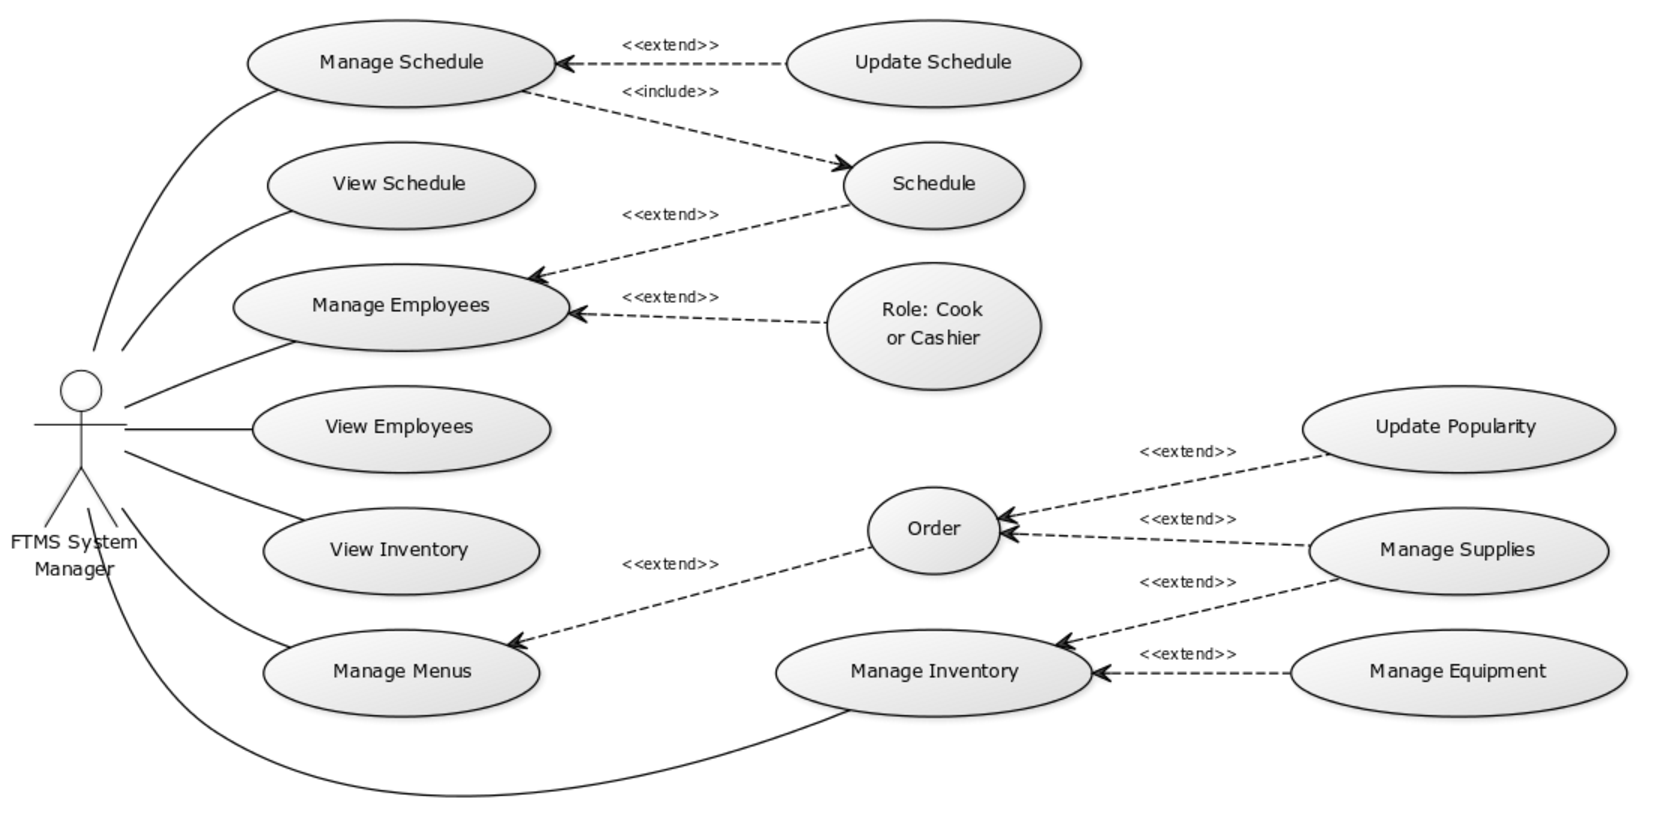 Manage Schedule
<<extend>>
Update Schedule
<<include>>
View Schedule
Schedule
<<extend>>
Manage Employees
<<extend>>
Role: Cook
or Cashier
View Employees
Update Popularity
<<extend>>
Order
<<extend>>
Manage Supplies
FTMS System
Manager
View Inventory
<<extend>>
<<extend>>
Manage Menus
Manage Inventory
<<extend>>
Manage Equipment